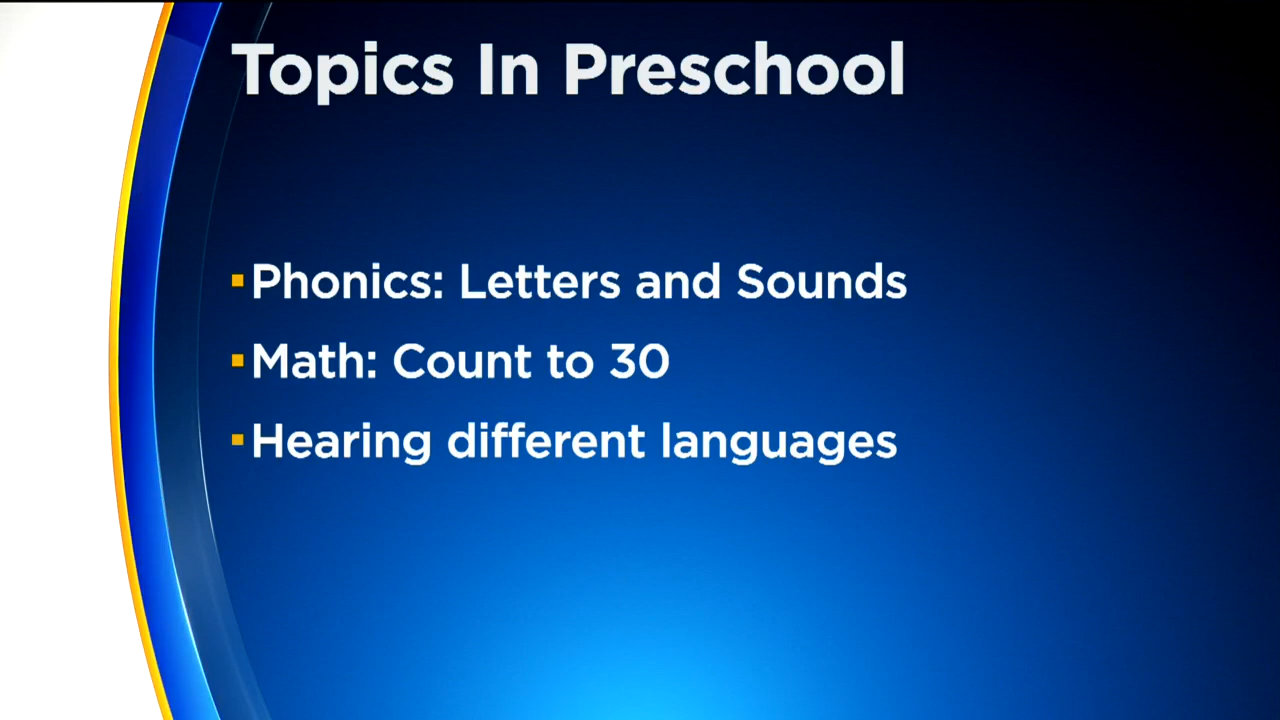 Topics In Preschool
Phonics: Letters and Sounds
Math: Count to 30
Hearing different languages